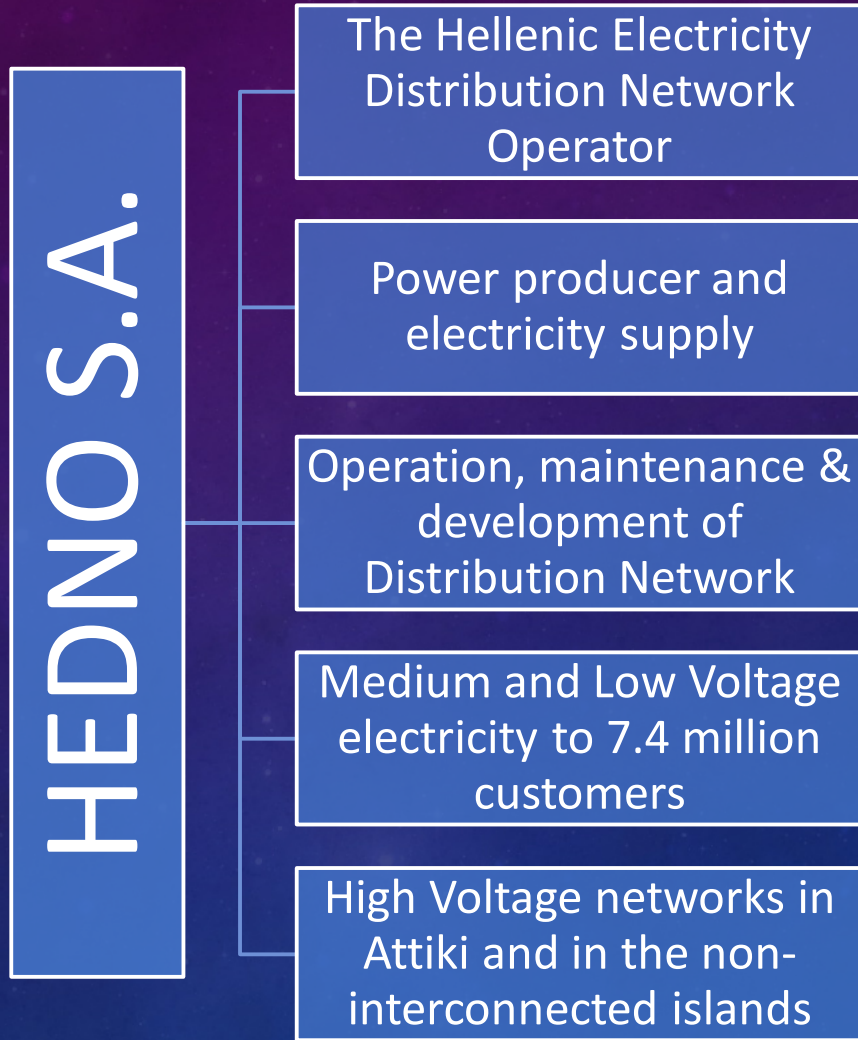 HEDNO S.A.
The Hellenic Electricity
Distribution Network
Operator
Power producer and
electricity supply
Operation, maintenance &
development of
Distribution Network
Medium and Low Voltage
electricity to 7.4 million
customers
High Voltage networks in
Attiki and in the non-
interconnected islands